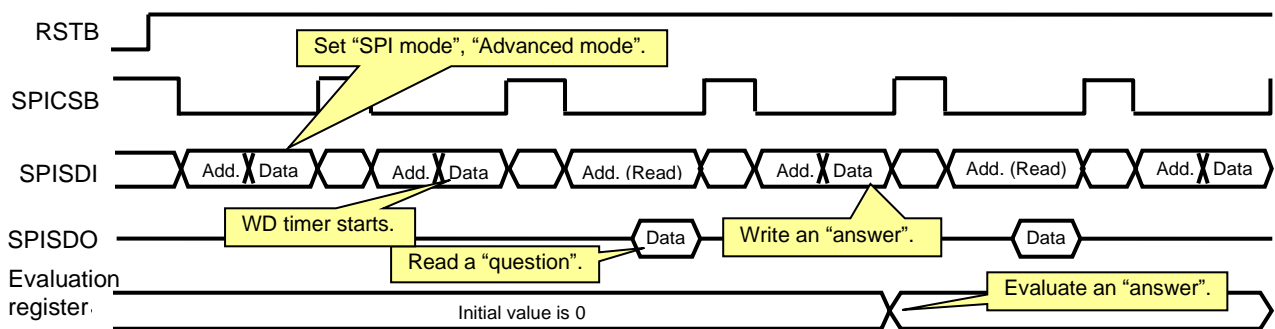 RSTB
Set “SPI mode”, “Advanced mode”.
SPICSB
SPISDI
Add. Data Add. Data Add. (Read) Add. Data Add. (Read) Add. Data
WD timer starts.
Write an “answer”.
SPISDO
Data Data
Read a “question”.
Evaluation
register
Evaluate an “answer”.
Initial value is 0